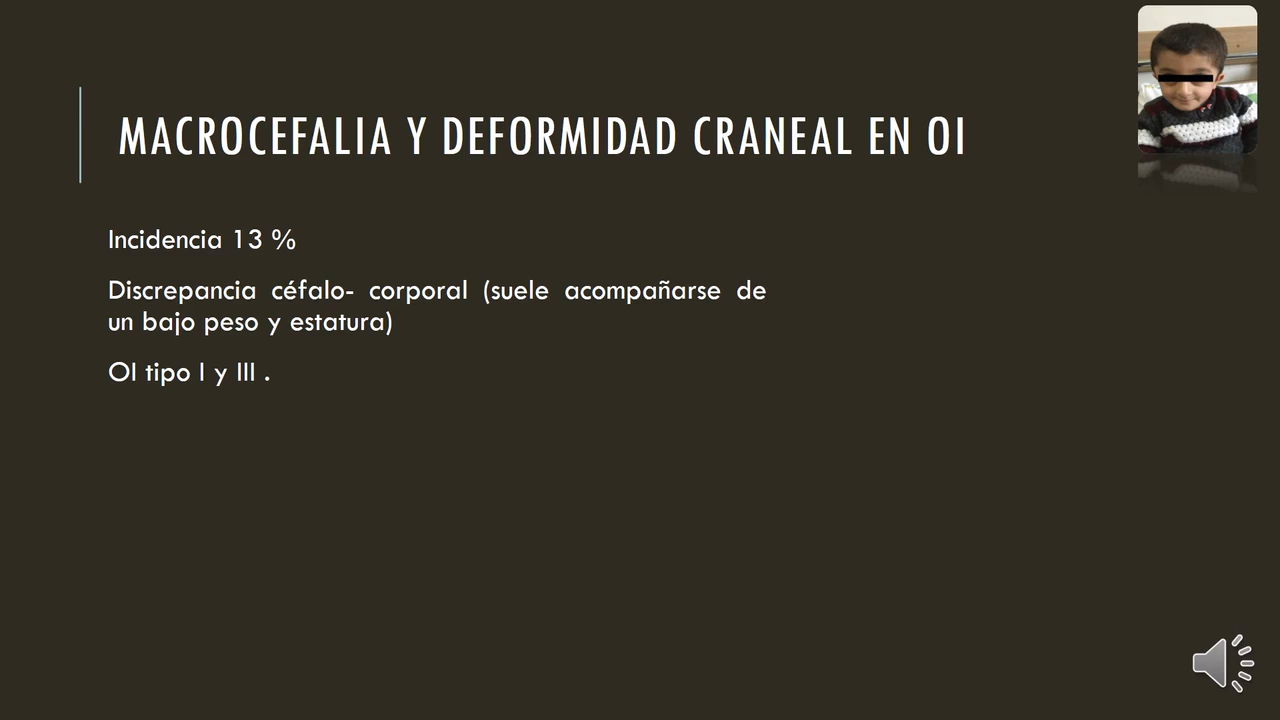 MACROCEFALIA Y DEFORMIDAD CRANEAL EN OI
Incidencia 13 %
Discrepancia céfalo- corporal (suele acompañarse de
un bajo peso y estatura)
OI tipo I y III .